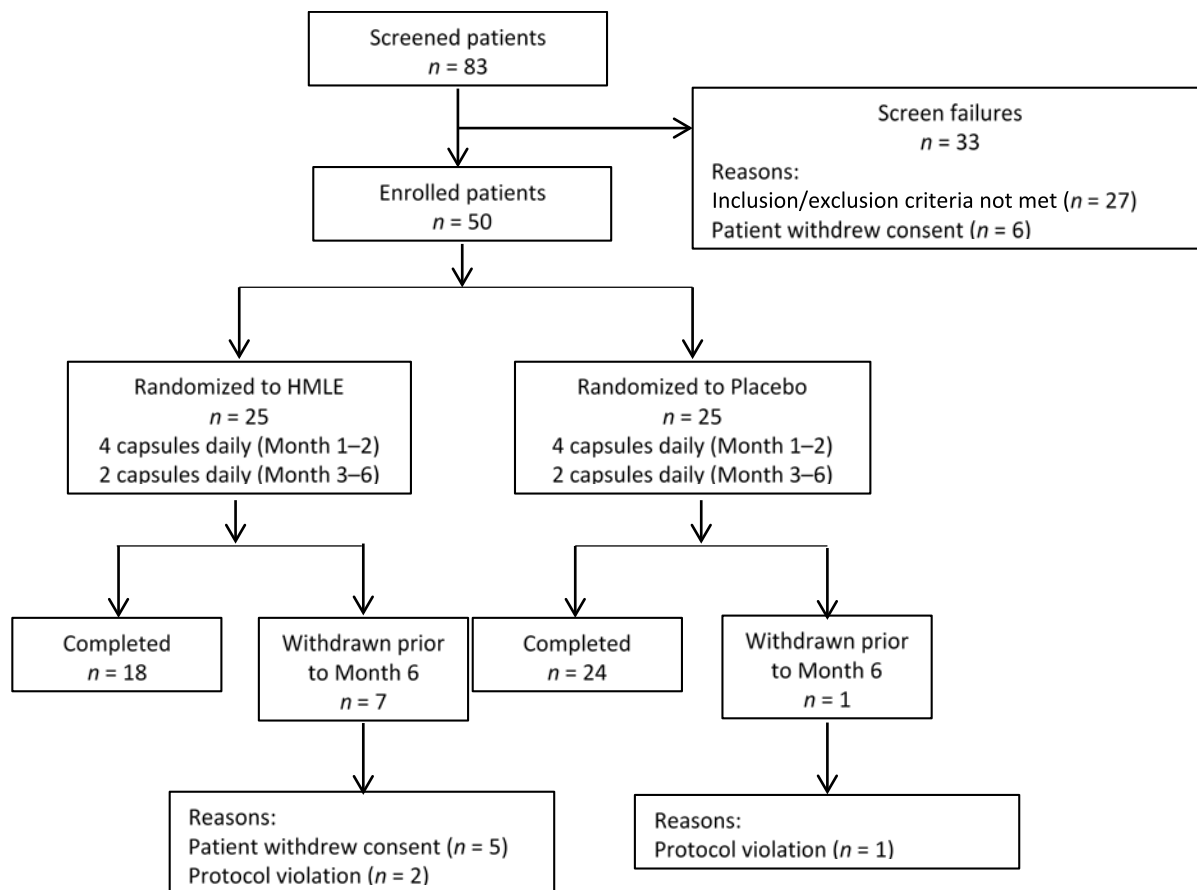 Screened patients
n = 83
Screen failures
n = 33
Reasons:
Inclusion/exclusion criteria not met (n = 27)
Patient withdrew consent (n = 6)
Enrolled patients
n = 50
Randomized to HMLE
n = 25
4 capsules daily (Month 1–2)
2 capsules daily (Month 3–6)
Randomized to Placebo
n = 25
4 capsules daily (Month 1–2)
2 capsules daily (Month 3–6)
Completed
n = 18
Withdrawn prior
to Month 6
n = 7
Completed
n = 24
Withdrawn prior
to Month 6
n = 1
Reasons:
Patient withdrew consent (n = 5)
Protocol violation (n = 2)
Reasons:
Protocol violation (n = 1)